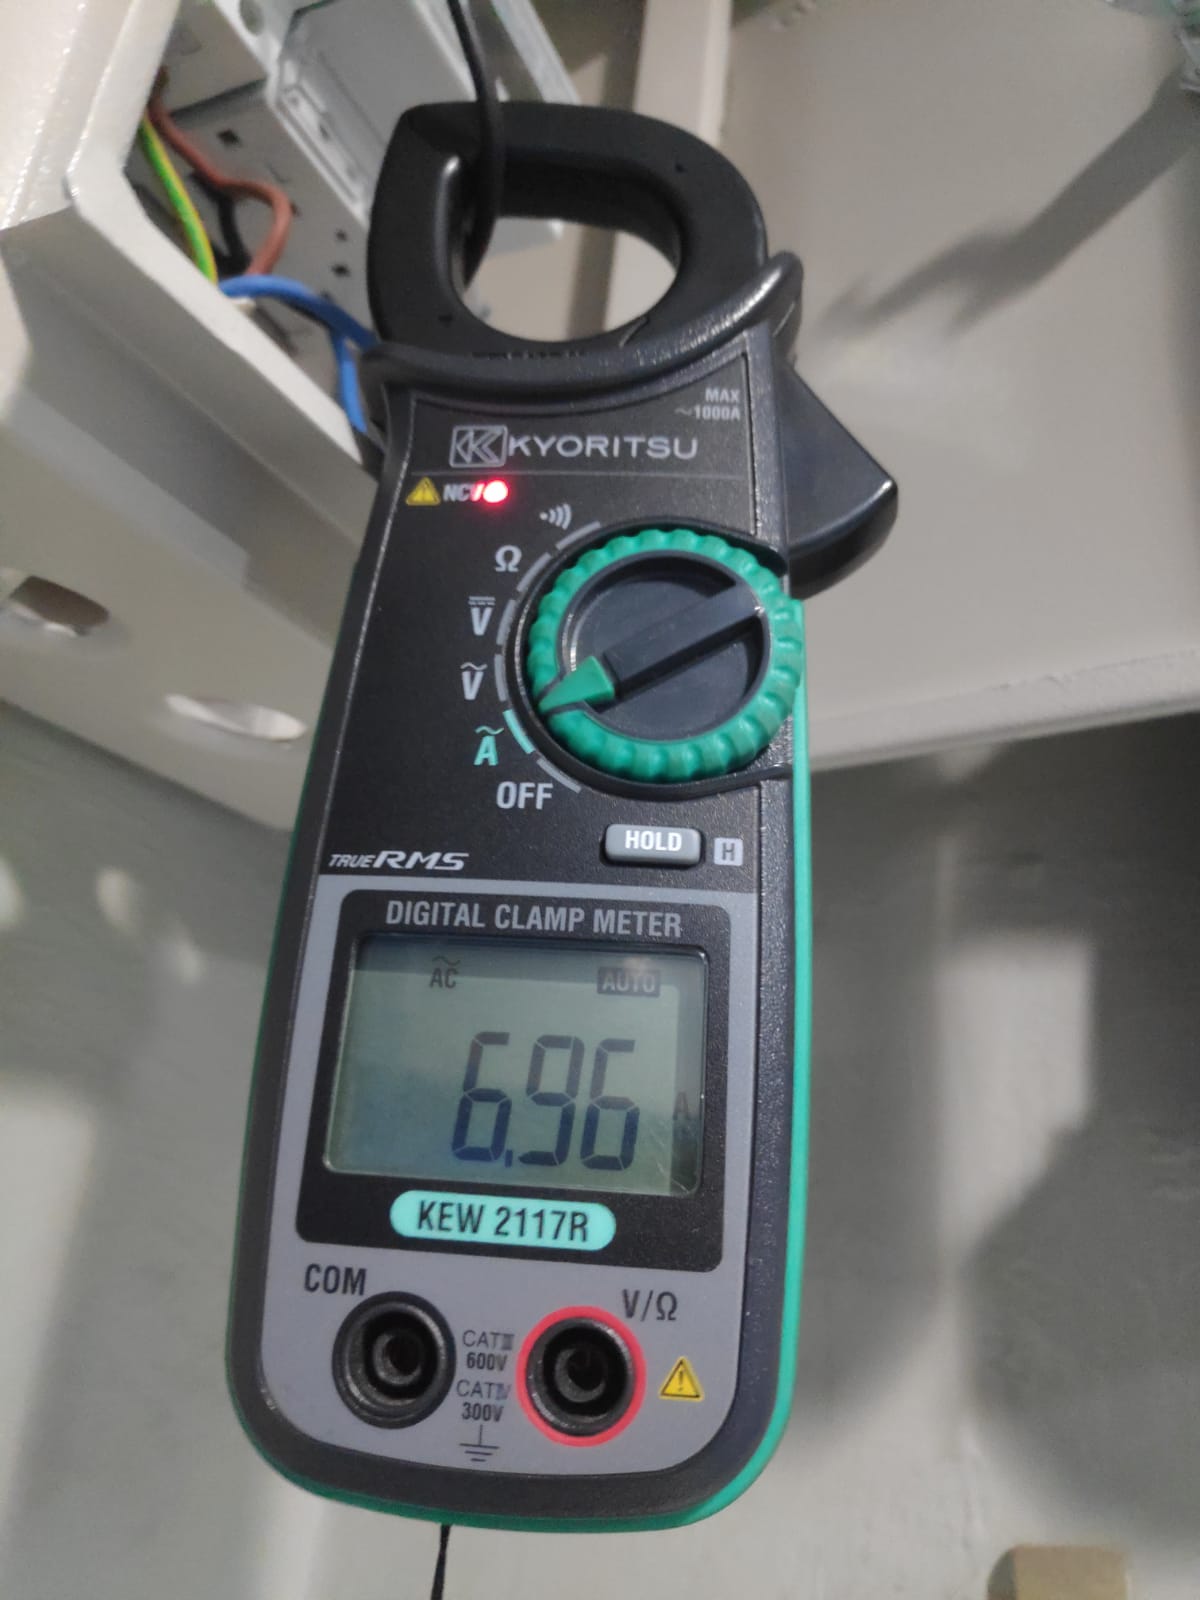 MAX
~1000A
KYORITSU
NCV
Ω
V
Ṽ
Ã
OFF
HOLD H
TRUE RMS
DIGITAL CLAMP METER
AC AUTO
6.96 A
KEW 2117R
COM V/Ω
CAT III
600V
CAT IV
300V